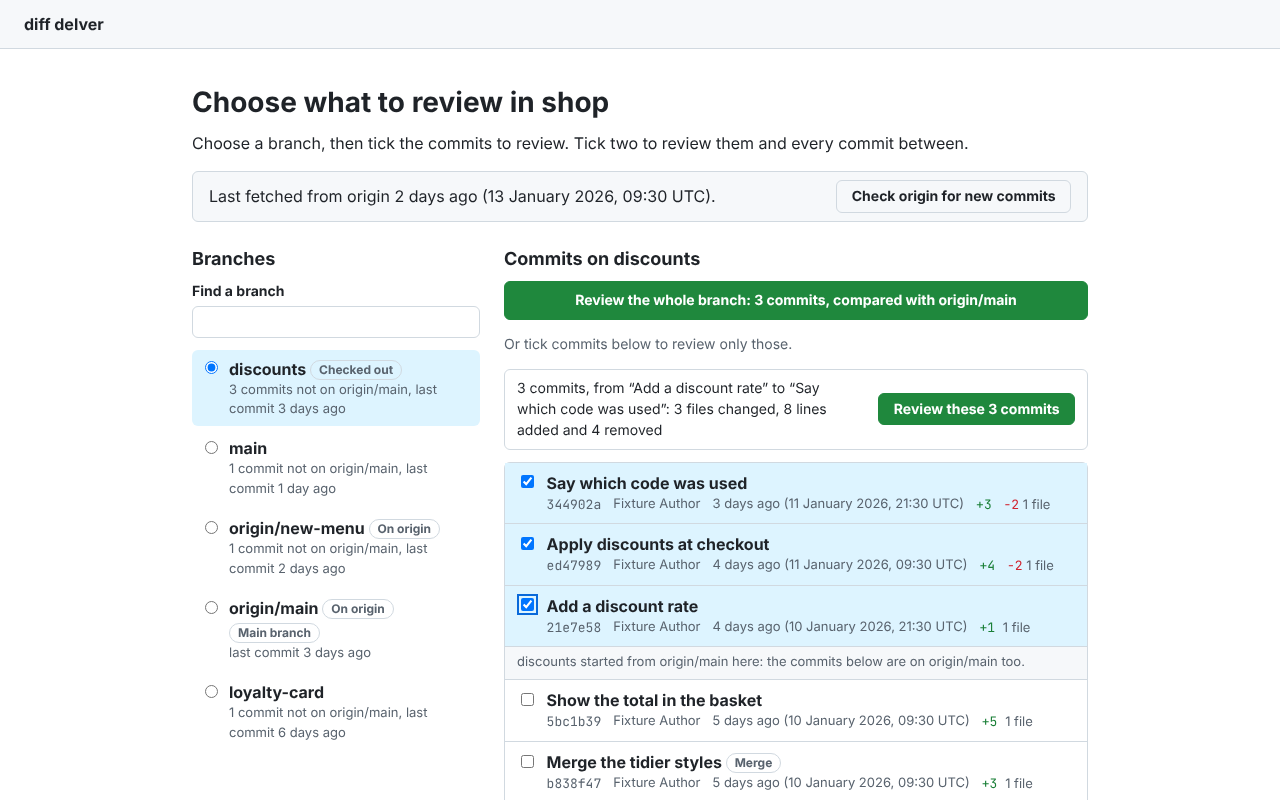 diff delver
Choose what to review in shop
Choose a branch, then tick the commits to review. Tick two to review them and every commit between.
Last fetched from origin 2 days ago (13 January 2026, 09:30 UTC).
Check origin for new commits
Branches
Find a branch
discounts Checked out
3 commits not on origin/main, last
commit 3 days ago
main
1 commit not on origin/main, last
commit 1 day ago
origin/new-menu On origin
1 commit not on origin/main, last
commit 2 days ago
origin/main On origin
Main branch
last commit 3 days ago
loyalty-card
1 commit not on origin/main, last
commit 6 days ago
Commits on discounts
Review the whole branch: 3 commits, compared with origin/main
Or tick commits below to review only those.
3 commits, from “Add a discount rate” to “Say
which code was used”: 3 files changed, 8 lines
added and 4 removed
Review these 3 commits
Say which code was used
344902a Fixture Author 3 days ago (11 January 2026, 21:30 UTC) +3 -2 1 file
Apply discounts at checkout
ed47989 Fixture Author 4 days ago (11 January 2026, 09:30 UTC) +4 -2 1 file
Add a discount rate
21e7e58 Fixture Author 4 days ago (10 January 2026, 21:30 UTC) +1 1 file
discounts started from origin/main here: the commits below are on origin/main too.
Show the total in the basket
5bc1b39 Fixture Author 5 days ago (10 January 2026, 09:30 UTC) +5 1 file
Merge the tidier styles Merge
b838f47 Fixture Author 5 days ago (10 January 2026, 09:30 UTC) +3 1 file